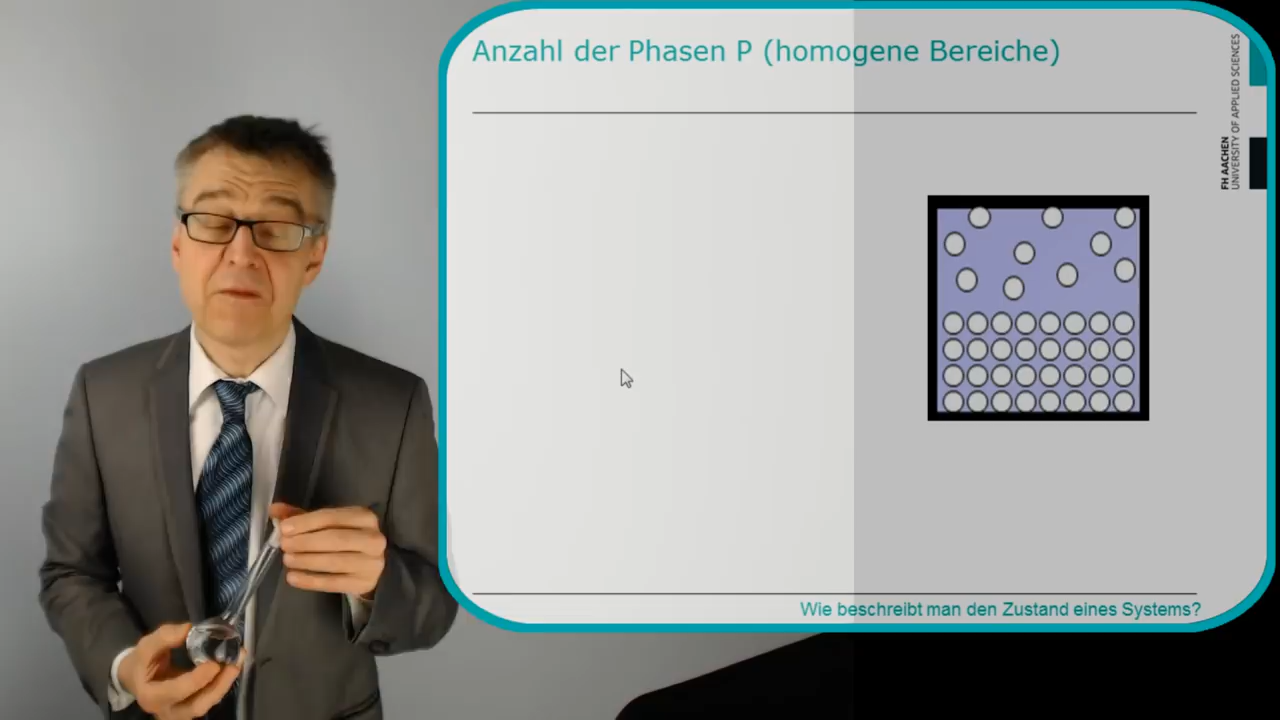 Anzahl der Phasen P (homogene Bereiche)
FH AACHEN
UNIVERSITY OF APPLIED SCIENCES
Wie beschreibt man den Zustand eines Systems?